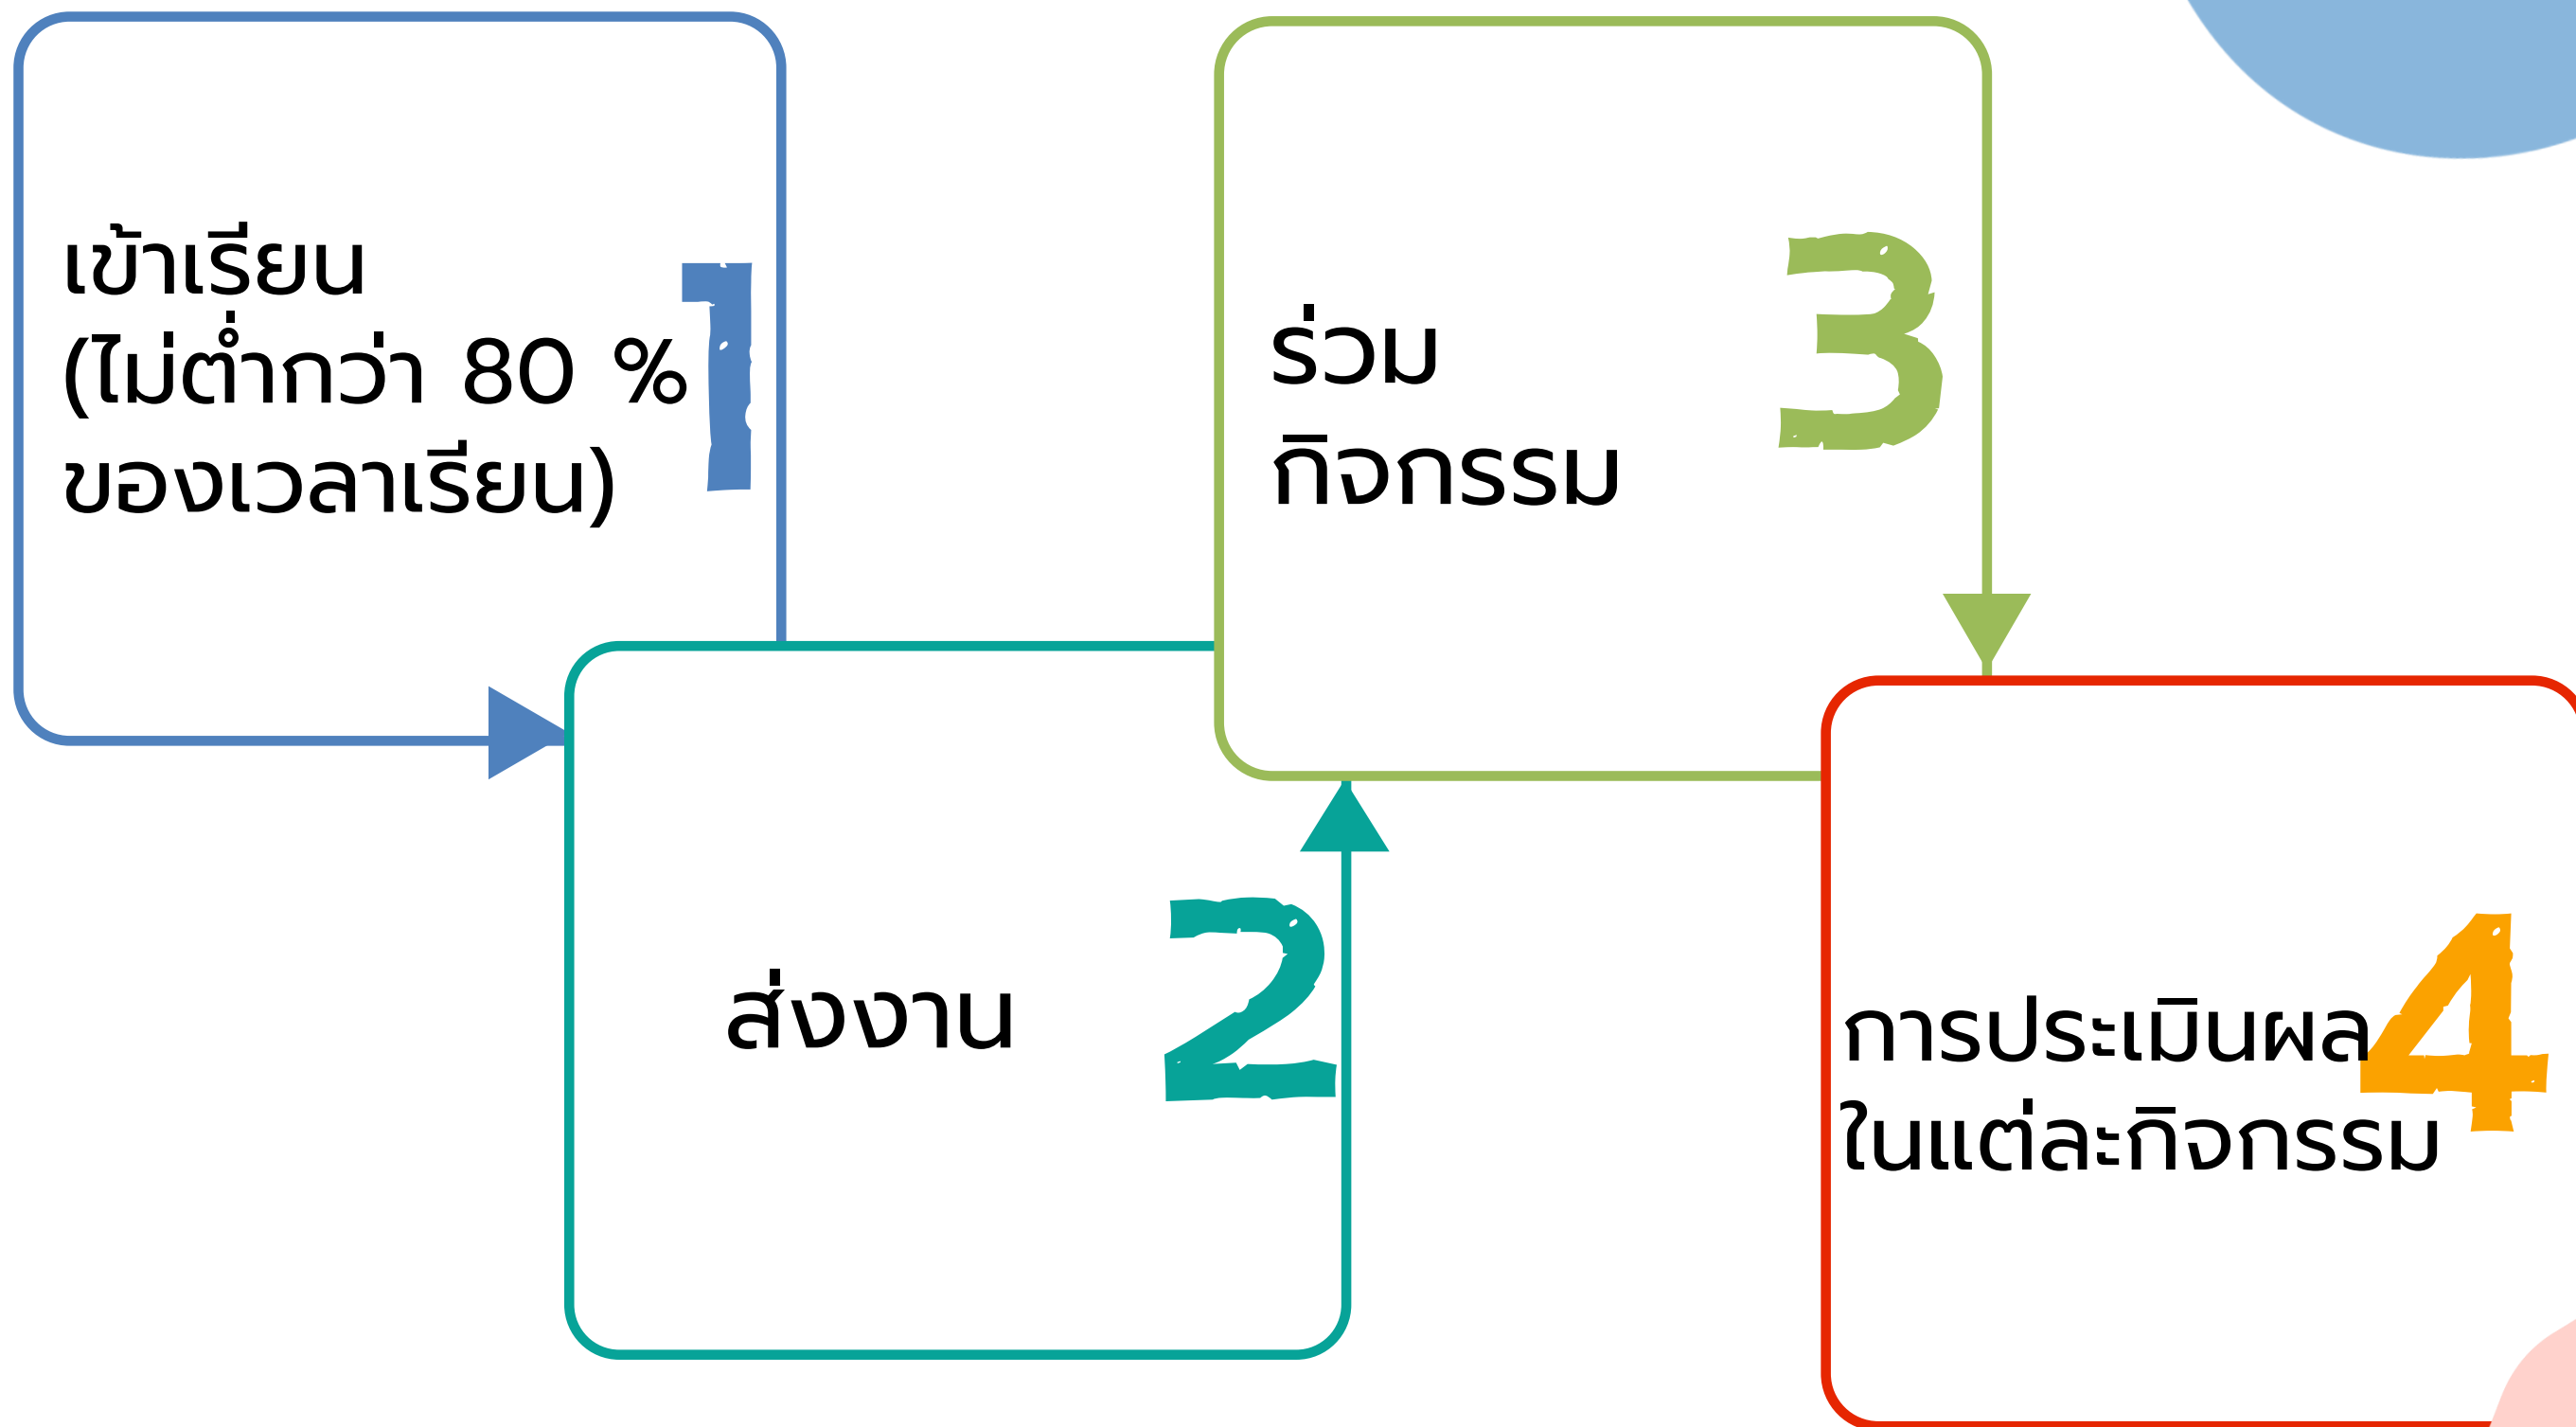 เข้าเรียน
(ไม่ต่ำกว่า 80 %
ของเวลาเรียน)
1
ส่งงาน
2
ร่วม
กิจกรรม
3
การประเมินผล
ในแต่ละกิจกรรม
4